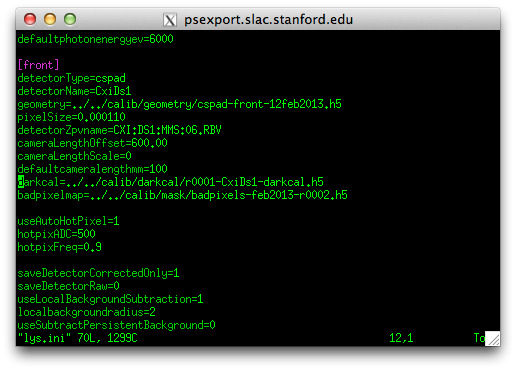 psexport.slac.stanford.edu
defaultphotonenergyev=6000
[front]
detectorType=cspad
detectorName=CxiDs1
geometry=../../calib/geometry/cspad-front-12feb2013.h5
pixelSize=0.000110
detectorZpvname=CXI:DS1:MMS:06.RBV
cameraLengthOffset=600.00
cameraLengthScale=0
defaultcameralengthmm=100
darkcal=../../calib/darkcal/r0001-CxiDs1-darkcal.h5
badpixelmap=../../calib/mask/badpixels-feb2013-r0002.h5
useAutoHotPixel=1
hotpixADC=500
hotpixFreq=0.9
saveDetectorCorrectedOnly=1
saveDetectorRaw=0
useLocalBackgroundSubtraction=1
localbackgroundradius=2
useSubtractPersistentBackground=0
"lys.ini" 70L, 1299C 12,1 To